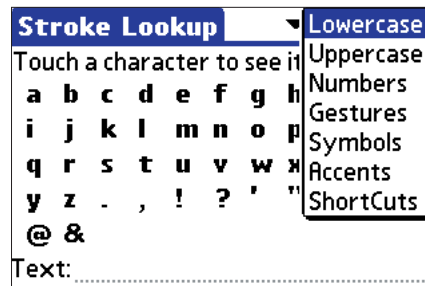 Stroke Lookup
Touch a character to see it
a b c d e f g h
i j k l m n o p
q r s t u v w x
y z . , ! ? ' "
@ &
Text:
Lowercase
Uppercase
Numbers
Gestures
Symbols
Accents
ShortCuts